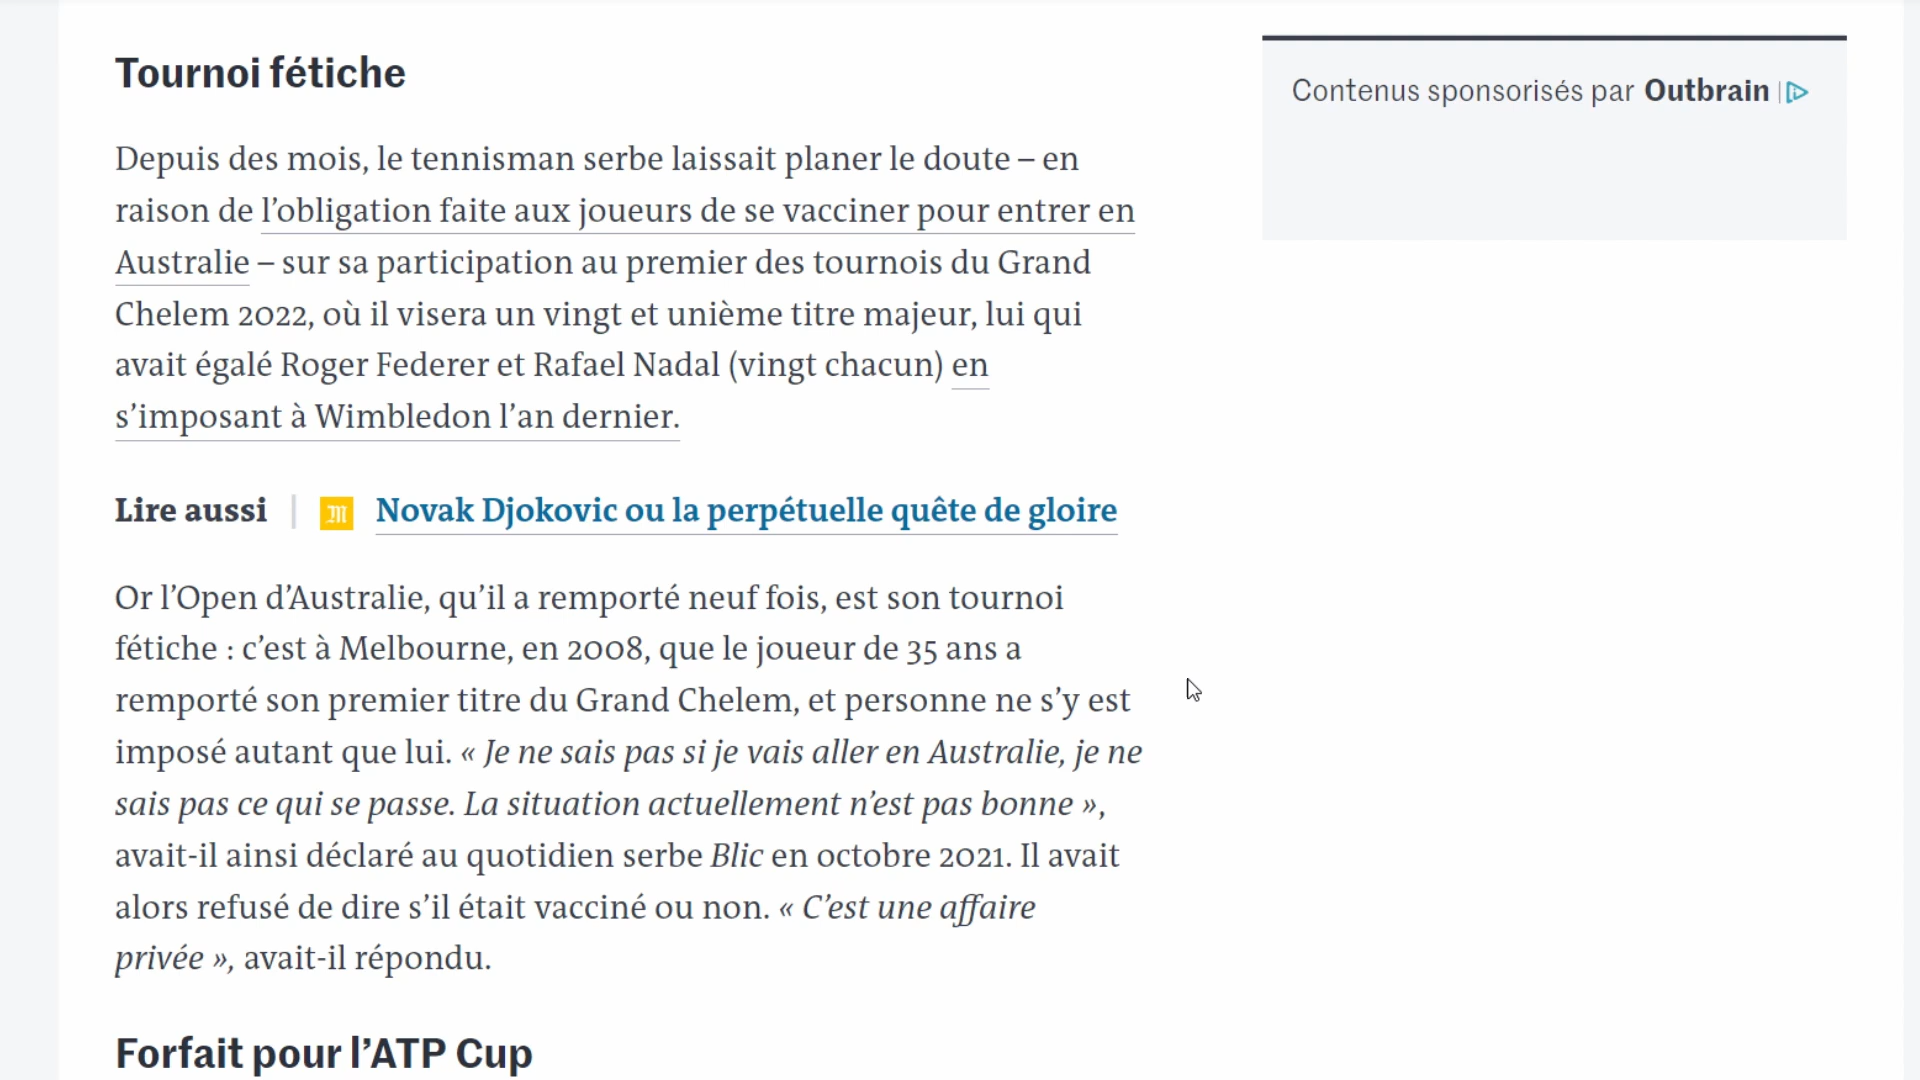 Tournoi fétiche
Contenus sponsorisés par Outbrain
Depuis des mois, le tennisman serbe laissait planer le doute – en
raison de l’obligation faite aux joueurs de se vacciner pour entrer en
Australie – sur sa participation au premier des tournois du Grand
Chelem 2022, où il visera un vingt et unième titre majeur, lui qui
avait égalé Roger Federer et Rafael Nadal (vingt chacun) en
s’imposant à Wimbledon l’an dernier.
Lire aussi | M Novak Djokovic ou la perpétuelle quête de gloire
Or l’Open d’Australie, qu’il a remporté neuf fois, est son tournoi
fétiche : c’est à Melbourne, en 2008, que le joueur de 35 ans a
remporté son premier titre du Grand Chelem, et personne ne s’y est
imposé autant que lui. « Je ne sais pas si je vais aller en Australie, je ne
sais pas ce qui se passe. La situation actuellement n’est pas bonne »,
avait-il ainsi déclaré au quotidien serbe Blic en octobre 2021. Il avait
alors refusé de dire s’il était vacciné ou non. « C’est une affaire
privée », avait-il répondu.
Forfait pour l’ATP Cup